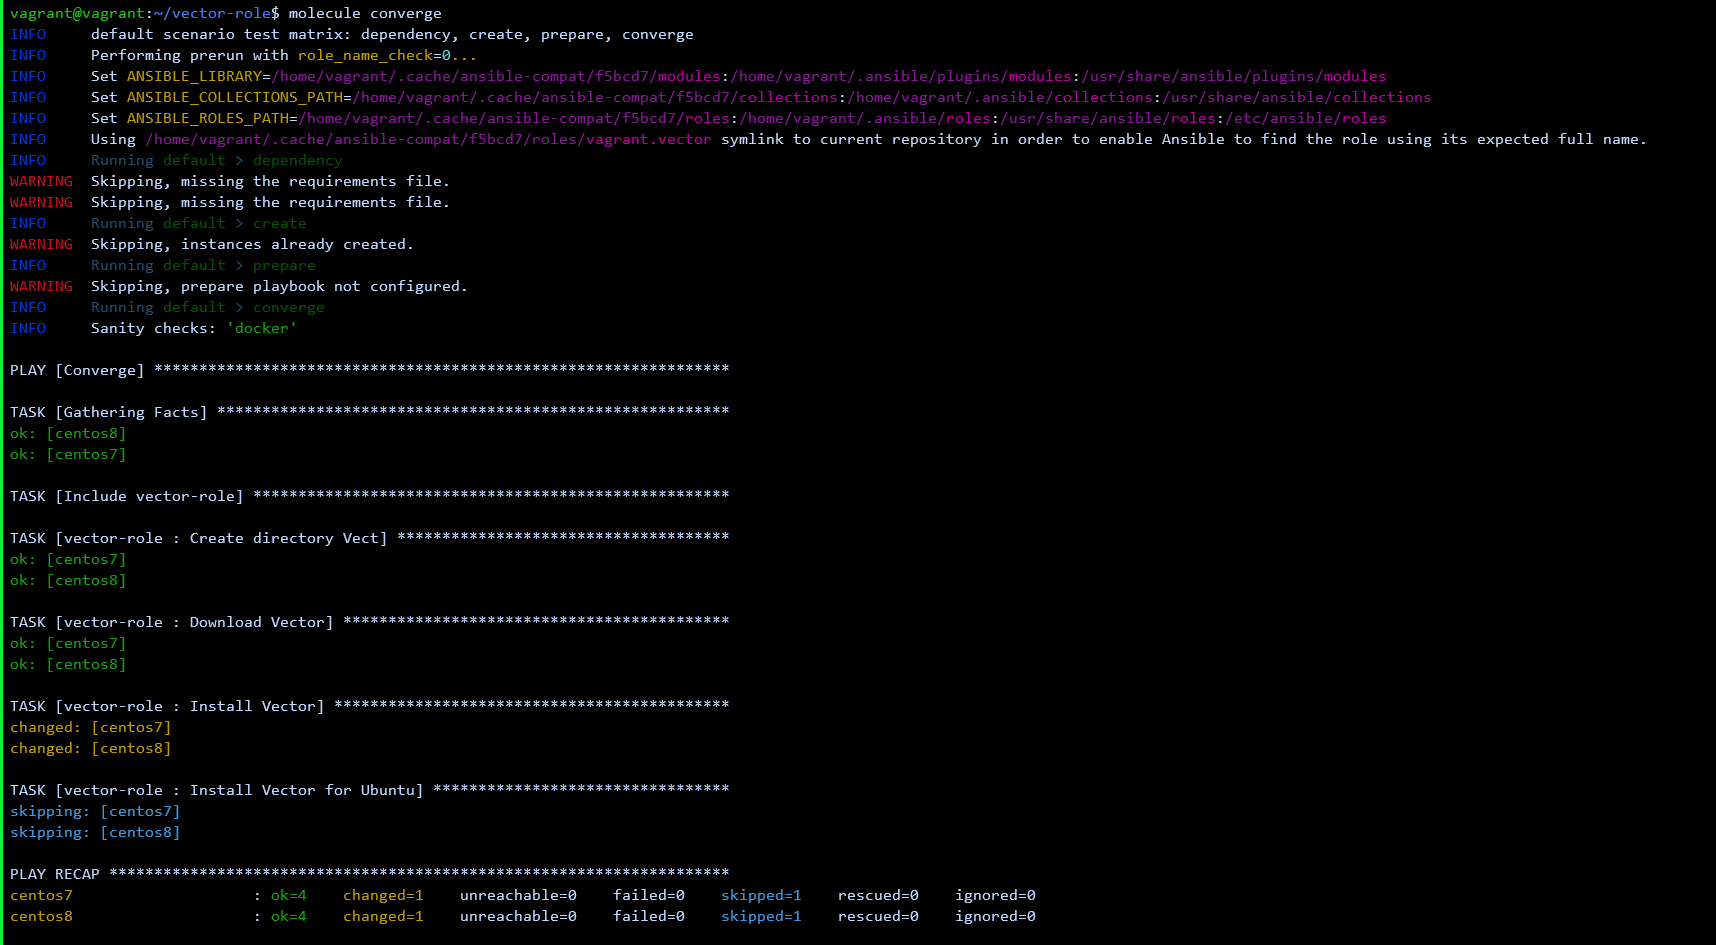 vagrant@vagrant:~/vector-role$ molecule converge
INFO     default scenario test matrix: dependency, create, prepare, converge
INFO     Performing prerun with role_name_check=0...
INFO     Set ANSIBLE_LIBRARY=/home/vagrant/.cache/ansible-compat/f5bcd7/modules:/home/vagrant/.ansible/plugins/modules:/usr/share/ansible/plugins/modules
INFO     Set ANSIBLE_COLLECTIONS_PATH=/home/vagrant/.cache/ansible-compat/f5bcd7/collections:/home/vagrant/.ansible/collections:/usr/share/ansible/collections
INFO     Set ANSIBLE_ROLES_PATH=/home/vagrant/.cache/ansible-compat/f5bcd7/roles:/home/vagrant/.ansible/roles:/usr/share/ansible/roles:/etc/ansible/roles
INFO     Using /home/vagrant/.cache/ansible-compat/f5bcd7/roles/vagrant.vector symlink to current repository in order to enable Ansible to find the role using its expected full name.
INFO     Running default > dependency
WARNING  Skipping, missing the requirements file.
WARNING  Skipping, missing the requirements file.
INFO     Running default > create
WARNING  Skipping, instances already created.
INFO     Running default > prepare
WARNING  Skipping, prepare playbook not configured.
INFO     Running default > converge
INFO     Sanity checks: 'docker'
PLAY [Converge] ****************************************************************
TASK [Gathering Facts] *********************************************************
ok: [centos8]
ok: [centos7]
TASK [Include vector-role] *****************************************************
TASK [vector-role : Create directory Vect] *************************************
ok: [centos7]
ok: [centos8]
TASK [vector-role : Download Vector] *******************************************
ok: [centos7]
ok: [centos8]
TASK [vector-role : Install Vector] ********************************************
changed: [centos7]
changed: [centos8]
TASK [vector-role : Install Vector for Ubuntu] *********************************
skipping: [centos7]
skipping: [centos8]
PLAY RECAP *********************************************************************
centos7                    : ok=4    changed=1    unreachable=0    failed=0    skipped=1    rescued=0    ignored=0
centos8                    : ok=4    changed=1    unreachable=0    failed=0    skipped=1    rescued=0    ignored=0